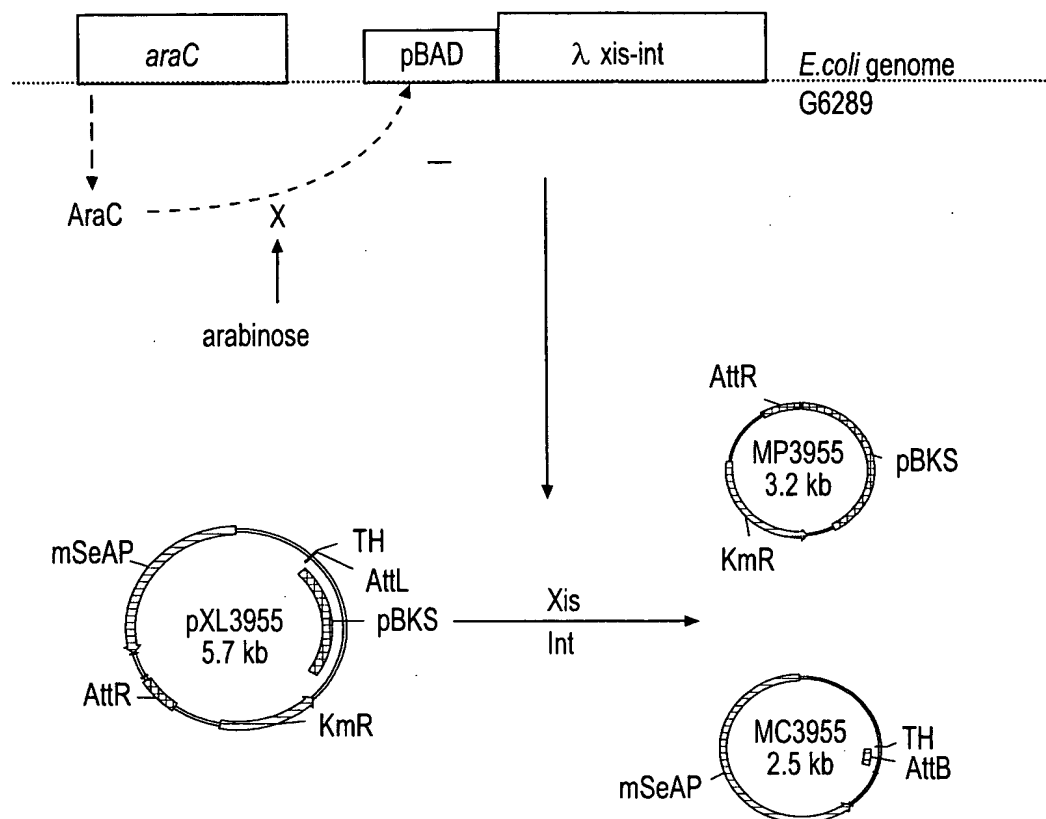 araC
pBAD
λ xis-int
E.coli genome
G6289
AraC
X
arabinose
AttR
MP3955
3.2 kb
pBKS
KmR
mSeAP
TH
AttL
pXL3955
5.7 kb
pBKS
Xis
Int
AttR
KmR
MC3955
2.5 kb
TH
AttB
mSeAP